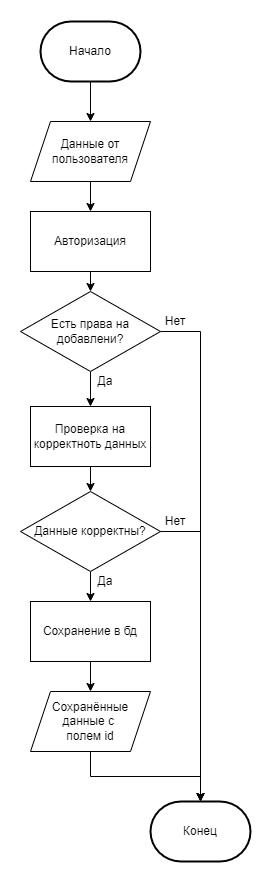 Начало
Данные от
пользователя
Авторизация
Есть права на
добавлени?
Нет
Да
Проверка на
корректноть данных
Данные корректны?
Нет
Да
Сохранение в бд
Сохранённые
данные с
полем id
Конец